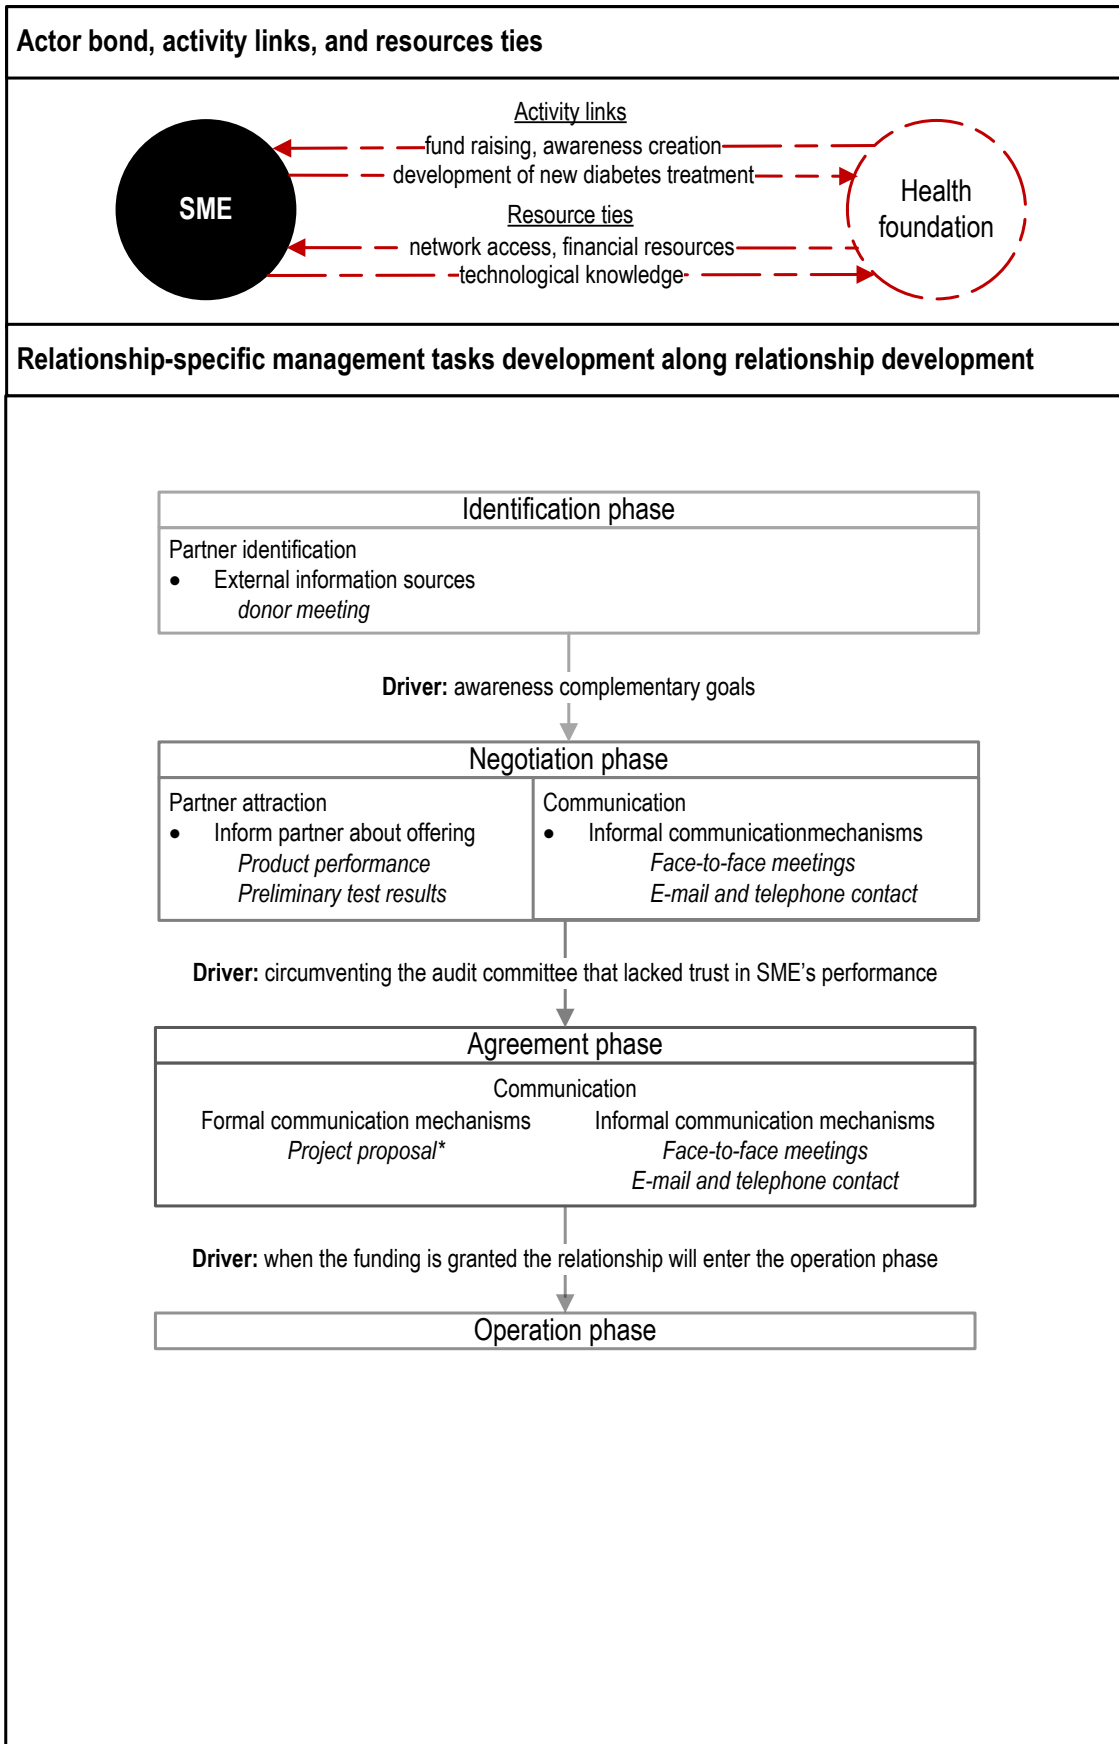 Actor bond, activity links, and resources ties
Activity links
fund raising, awareness creation
development of new diabetes treatment
SME
Health
foundation
Resource ties
network access, financial resources
technological knowledge
Relationship-specific management tasks development along relationship development
Identification phase
Partner identification
• External information sources
donor meeting
Driver: awareness complementary goals
Negotiation phase
Partner attraction
• Inform partner about offering
Product performance
Preliminary test results
Communication
• Informal communicationmechanisms
Face-to-face meetings
E-mail and telephone contact
Driver: circumventing the audit committee that lacked trust in SME's performance
Agreement phase
Communication
Formal communication mechanisms
Project proposal*
Informal communication mechanisms
Face-to-face meetings
E-mail and telephone contact
Driver: when the funding is granted the relationship will enter the operation phase
Operation phase